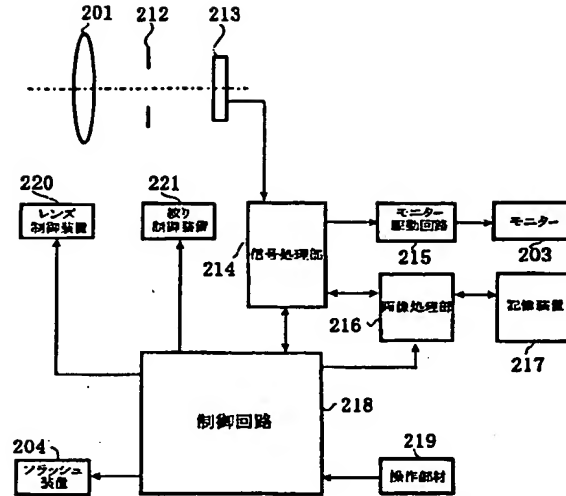 201
212
213
220
レンズ
制御装置
221
絞り
制御装置
214
信号処理部
モニター
駆動回路
215
モニター
203
216
画像処理部
記憶装置
217
制御回路
218
204
フラッシュ
装置
219
操作部材